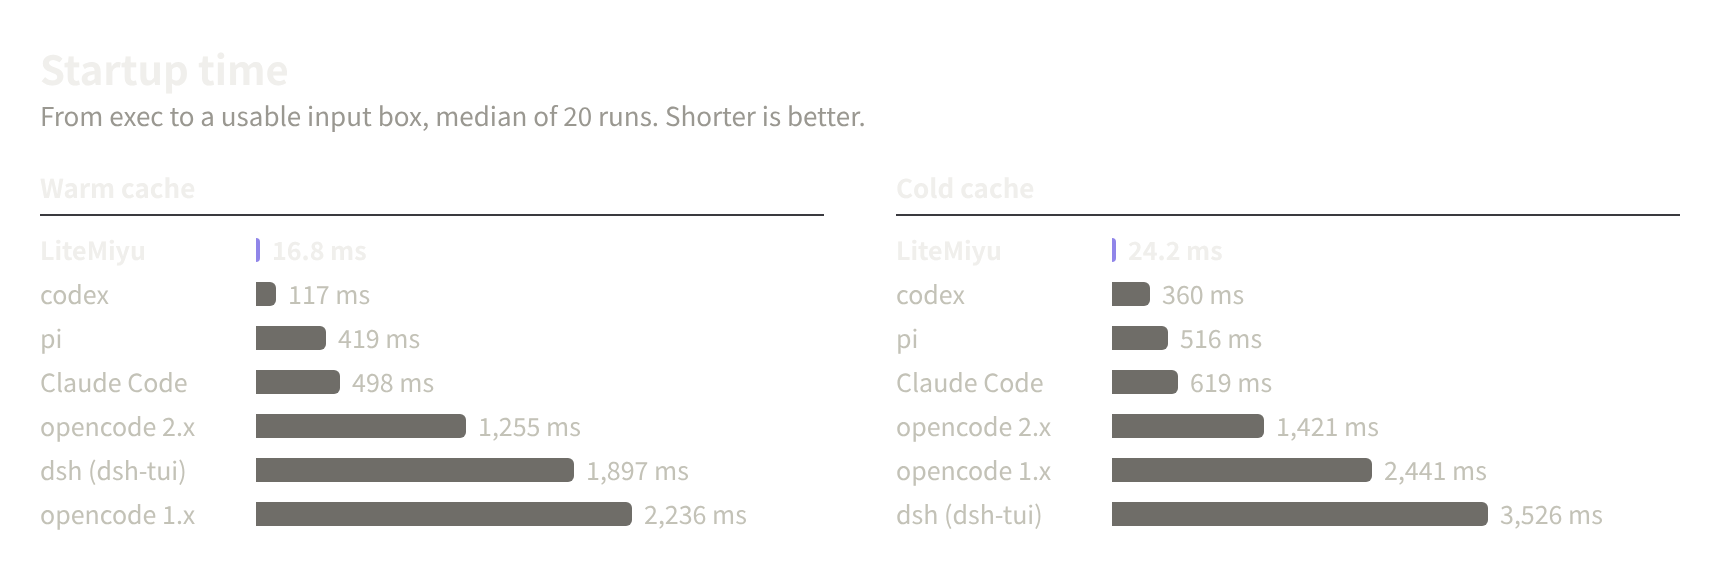 Startup time
From exec to a usable input box, median of 20 runs. Shorter is better.
Warm cache
LiteMiyu 16.8 ms
codex 117 ms
pi 419 ms
Claude Code 498 ms
opencode 2.x 1,255 ms
dsh (dsh-tui) 1,897 ms
opencode 1.x 2,236 ms
Cold cache
LiteMiyu 24.2 ms
codex 360 ms
pi 516 ms
Claude Code 619 ms
opencode 2.x 1,421 ms
opencode 1.x 2,441 ms
dsh (dsh-tui) 3,526 ms